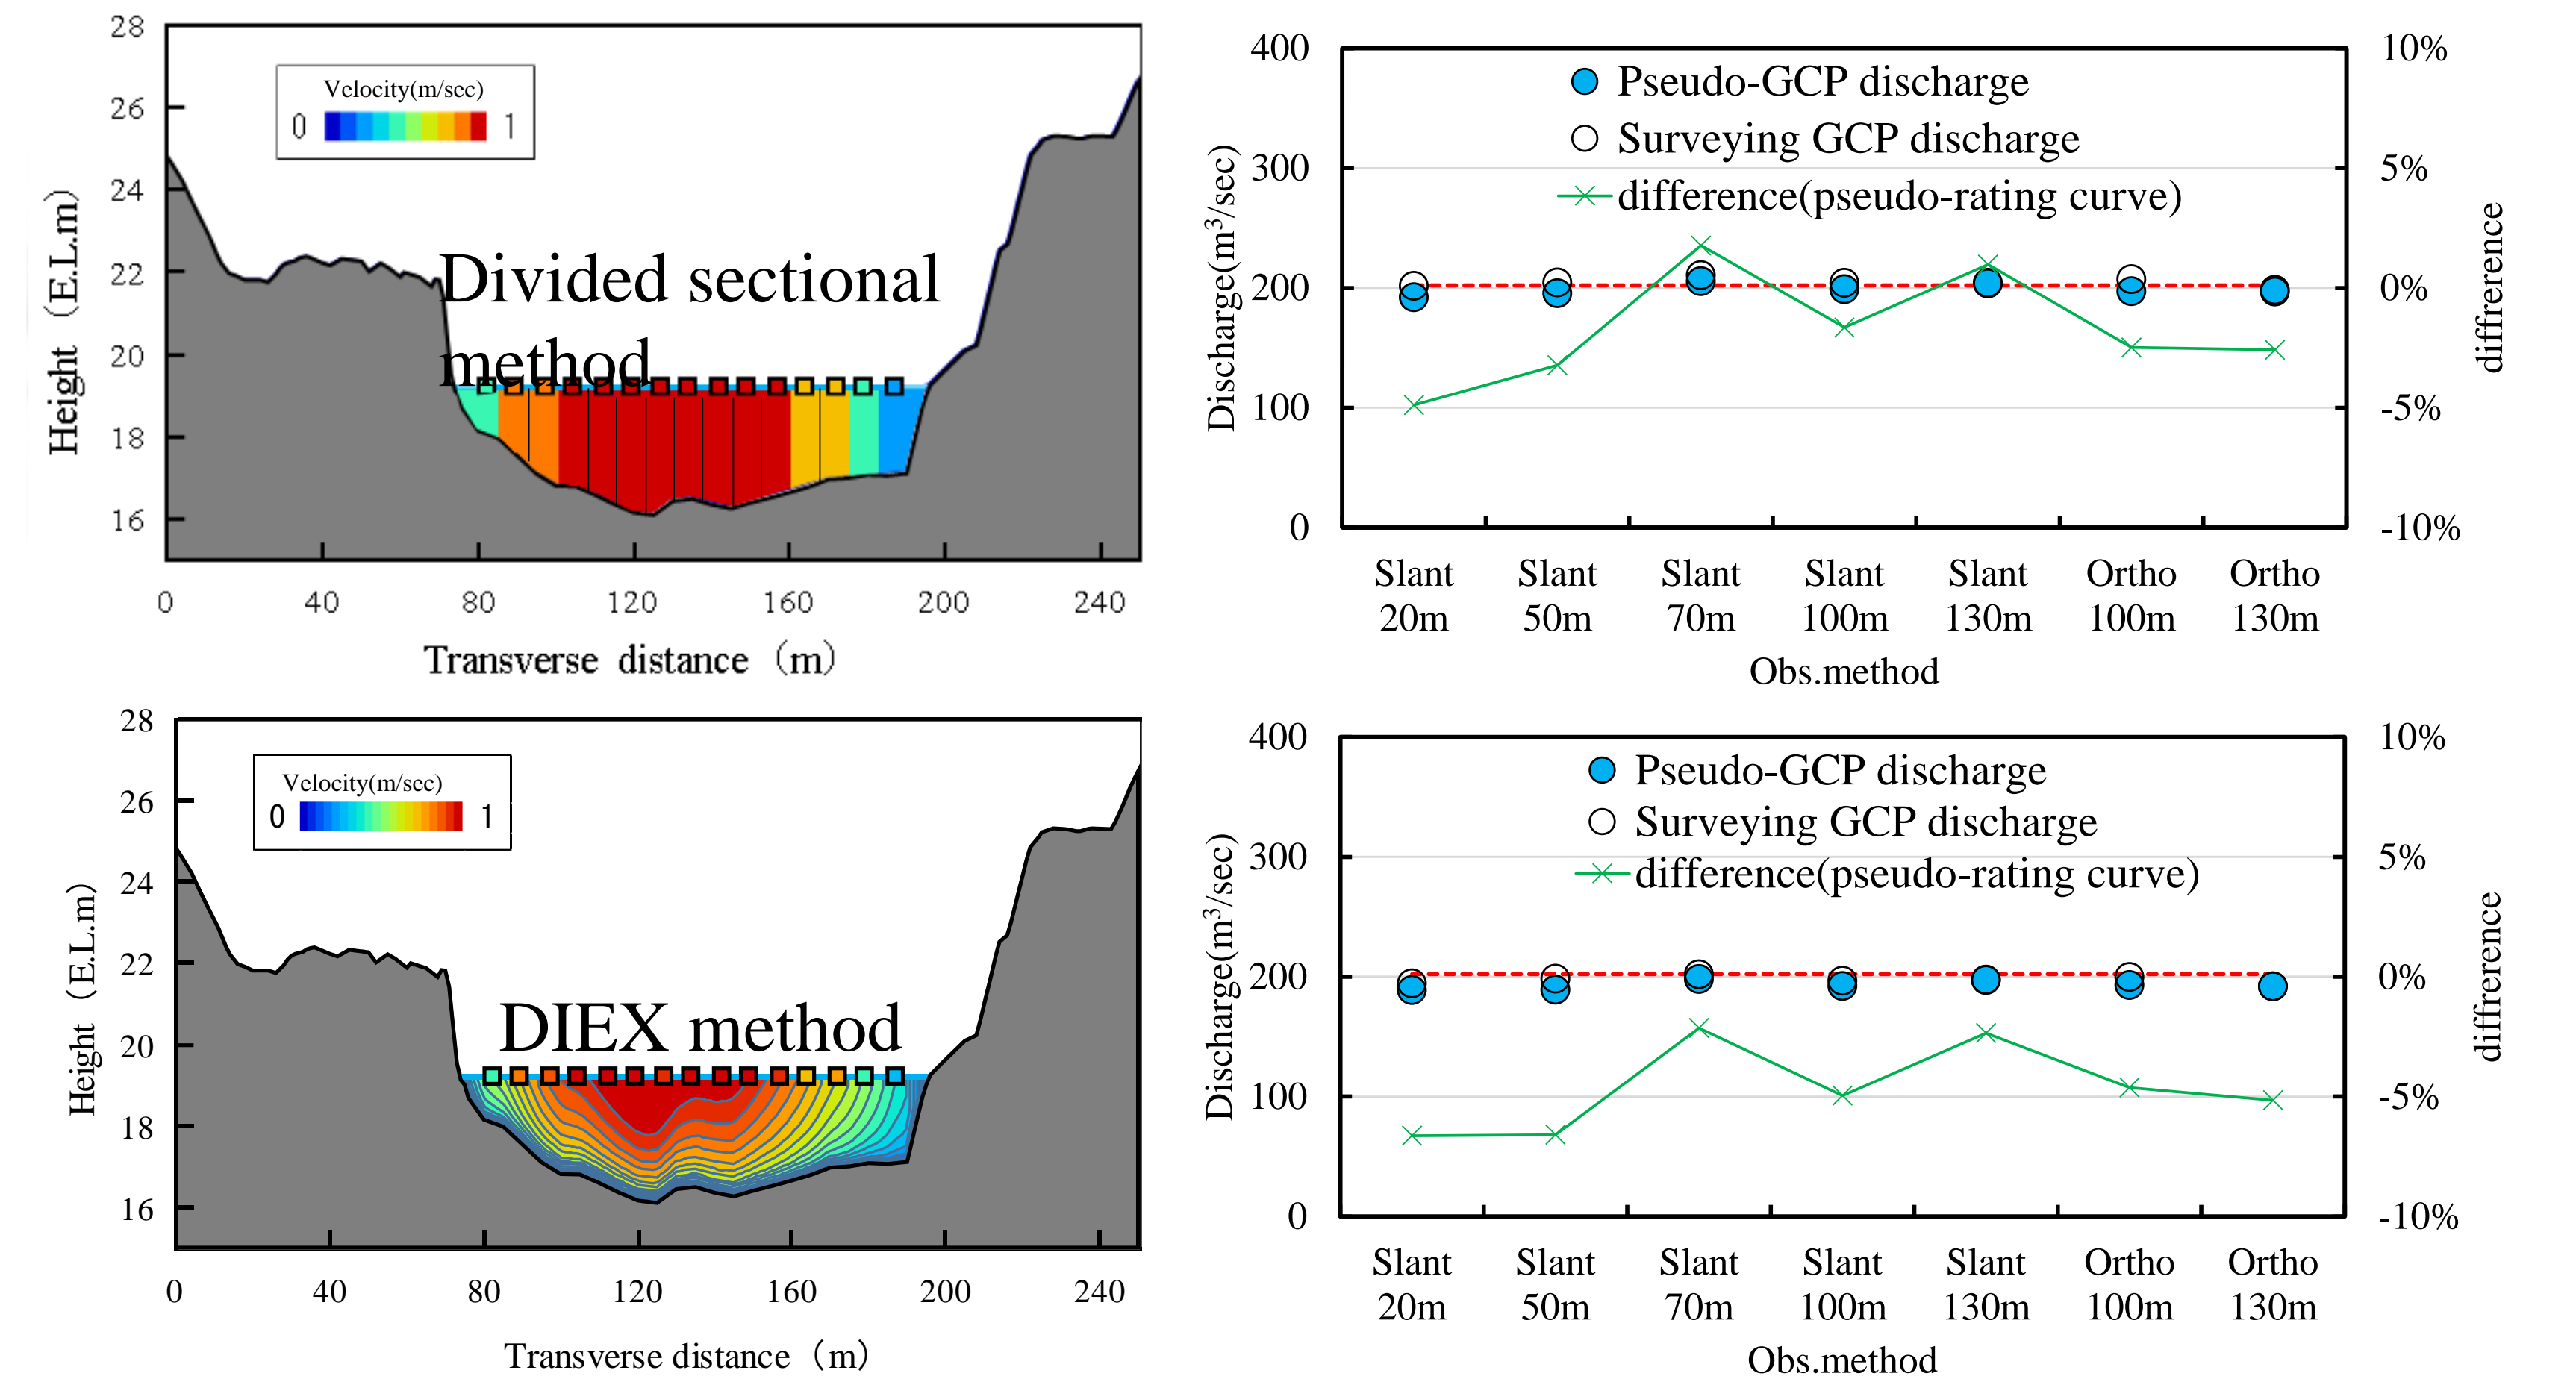 28
26
24
22
20
18
16
Height (E.L.m)
Velocity(m/sec)
0 1
Divided sectional
method
0 40 80 120 160 200 240
Transverse distance (m)
400
300
200
100
0
Discharge(m³/sec)
Pseudo-GCP discharge
Surveying GCP discharge
difference(pseudo-rating curve)
10%
5%
0%
-5%
-10%
diffrerence
Slant Slant Slant Slant Slant Ortho Ortho
20m 50m 70m 100m 130m 100m 130m
Obs.method
28
26
24
22
20
18
16
Height (E.L.m)
Velocity(m/sec)
0 1
DIEX method
0 40 80 120 160 200 240
Transverse distance (m)
400
300
200
100
0
Discharge(m³/sec)
Pseudo-GCP discharge
Surveying GCP discharge
difference(pseudo-rating curve)
10%
5%
0%
-5%
-10%
diffrerence
Slant Slant Slant Slant Slant Ortho Ortho
20m 50m 70m 100m 130m 100m 130m
Obs.method